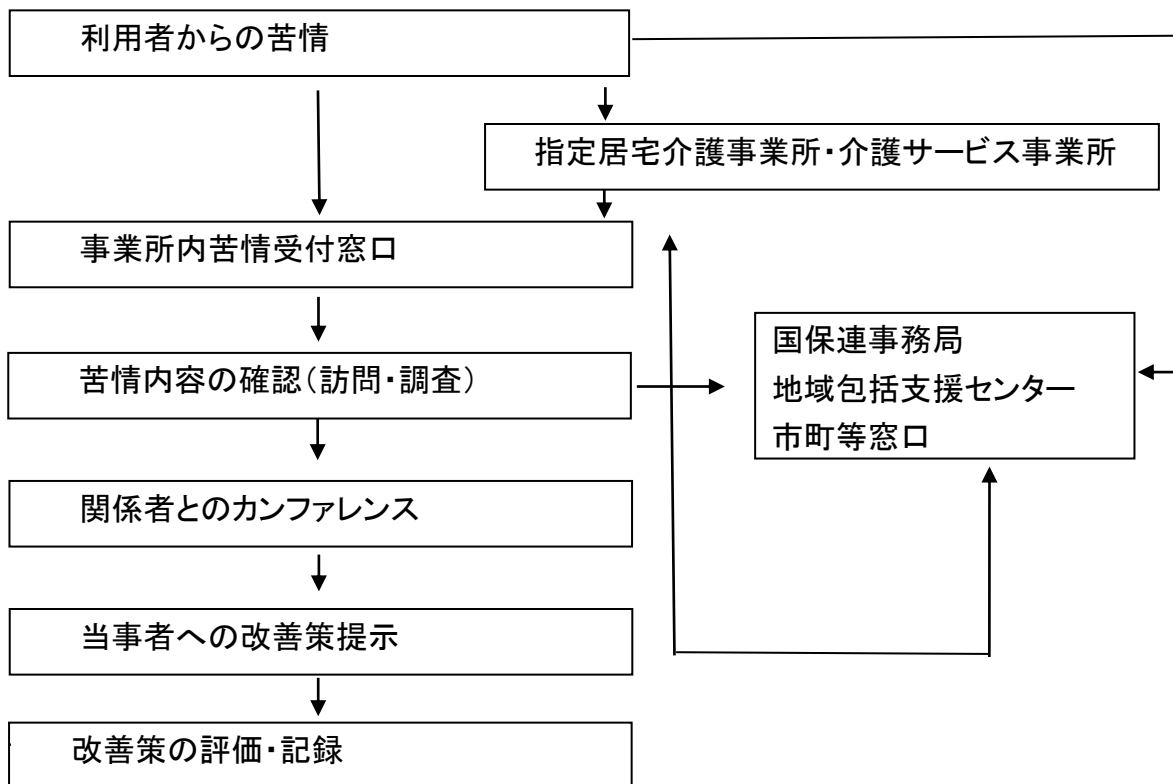 利用者からの苦情
指定居宅介護事業所・介護サービス事業所
事業所内苦情受付窓口
苦情内容の確認（訪問・調査）
国保連事務局
地域包括支援センター
市町等窓口
関係者とのカンファレンス
当事者への改善策提示
改善策の評価・記録